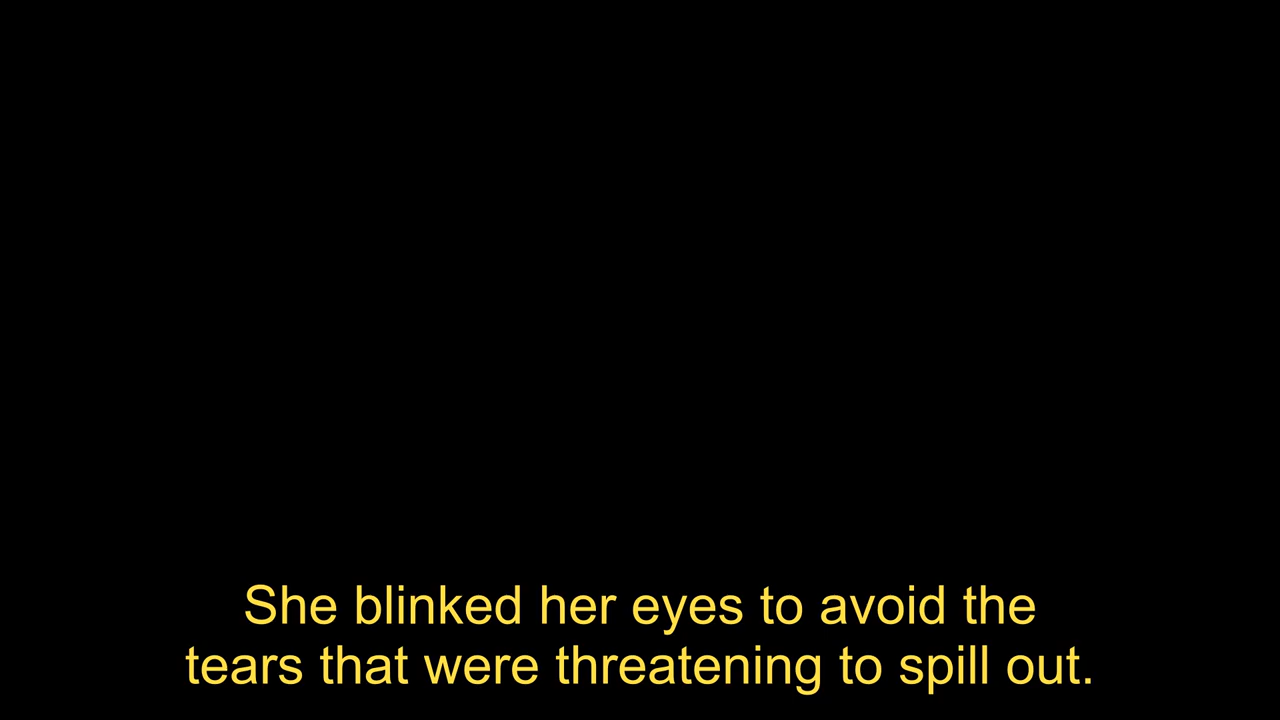 She blinked her eyes to avoid the
tears that were threatening to spill out.